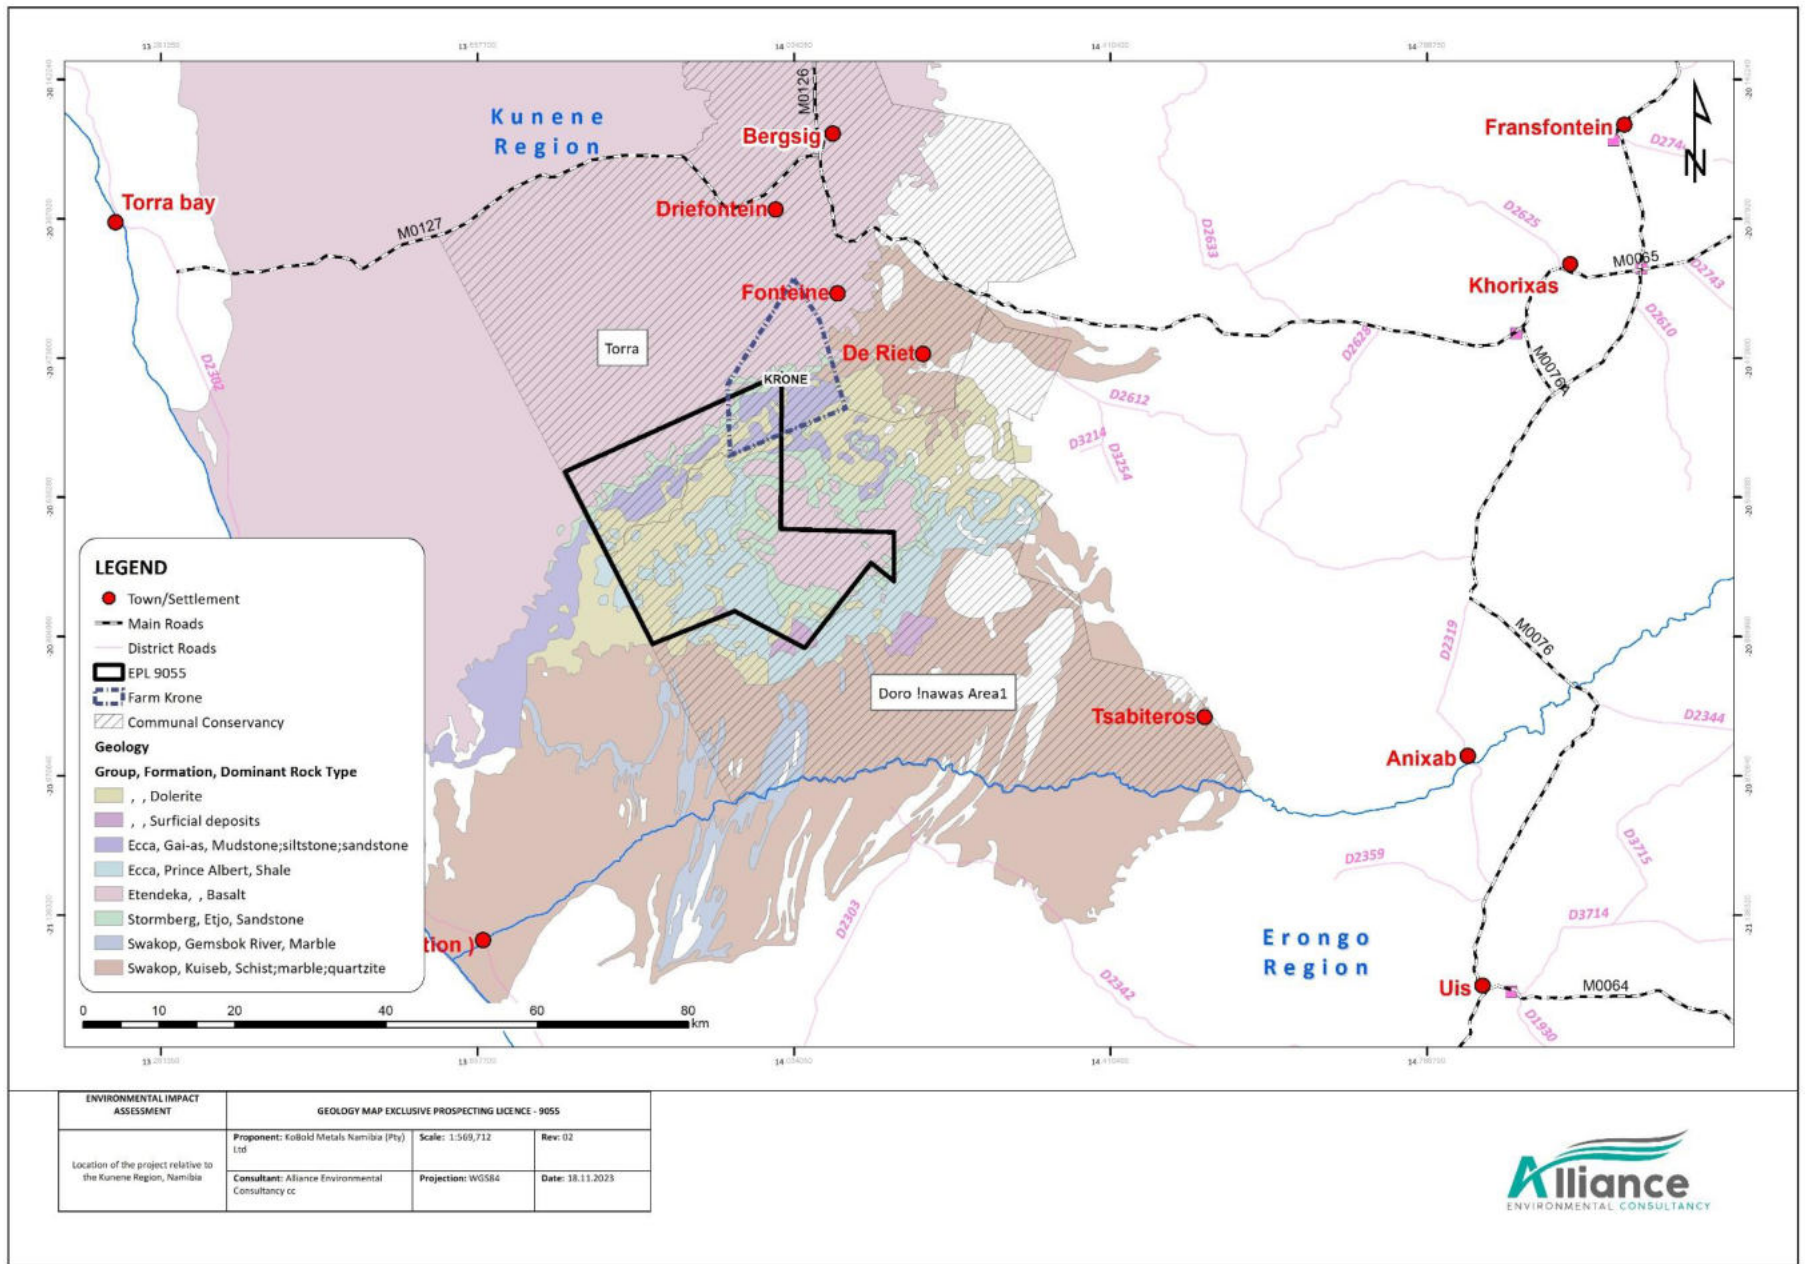 Kunene
Region
M0126
Bergsig
Fransfontein
Torra bay
Driefontein
M0127
D2633
D2625
M0065
D2743
Khorixas
Fonteine
Torra
De Riet
KRONE
D2302
D2628
D2610
M0076
D2612
D3214
D3254
N
LEGEND
Town/Settlement
Main Roads
District Roads
EPL 9055
Farm Krone
Communal Conservancy
Geology
Group, Formation, Dominant Rock Type
, , Dolerite
, , Surficial deposits
Ecca, Gai-as, Mudstone;siltstone;sandstone
Ecca, Prince Albert, Shale
Etendeka, , Basalt
Stormberg, Etjo, Sandstone
Swakop, Gemsbok River, Marble
Swakop, Kuiseb, Schist;marble;quartzite
0 10 20 40 60 80 km
Doro !nawas Area1
Tsabiteros
D2319
M0076
D2344
Anixab
D2359
D3715
D3714
D2303
D2342
Erongo
Region
tion )
Uis
M0064
D1930
ENVIRONMENTAL IMPACT
ASSESSMENT
GEOLOGY MAP EXCLUSIVE PROSPECTING LICENCE - 9055
Location of the project relative to
the Kunene Region, Namibia
Proponent: KoBold Metals Namibia (Pty)
Ltd
Scale: 1:569,712
Rev: 02
Consultant: Alliance Environmental
Consultancy cc
Projection: WGS84
Date: 18.11.2023
Alliance
ENVIRONMENTAL CONSULTANCY